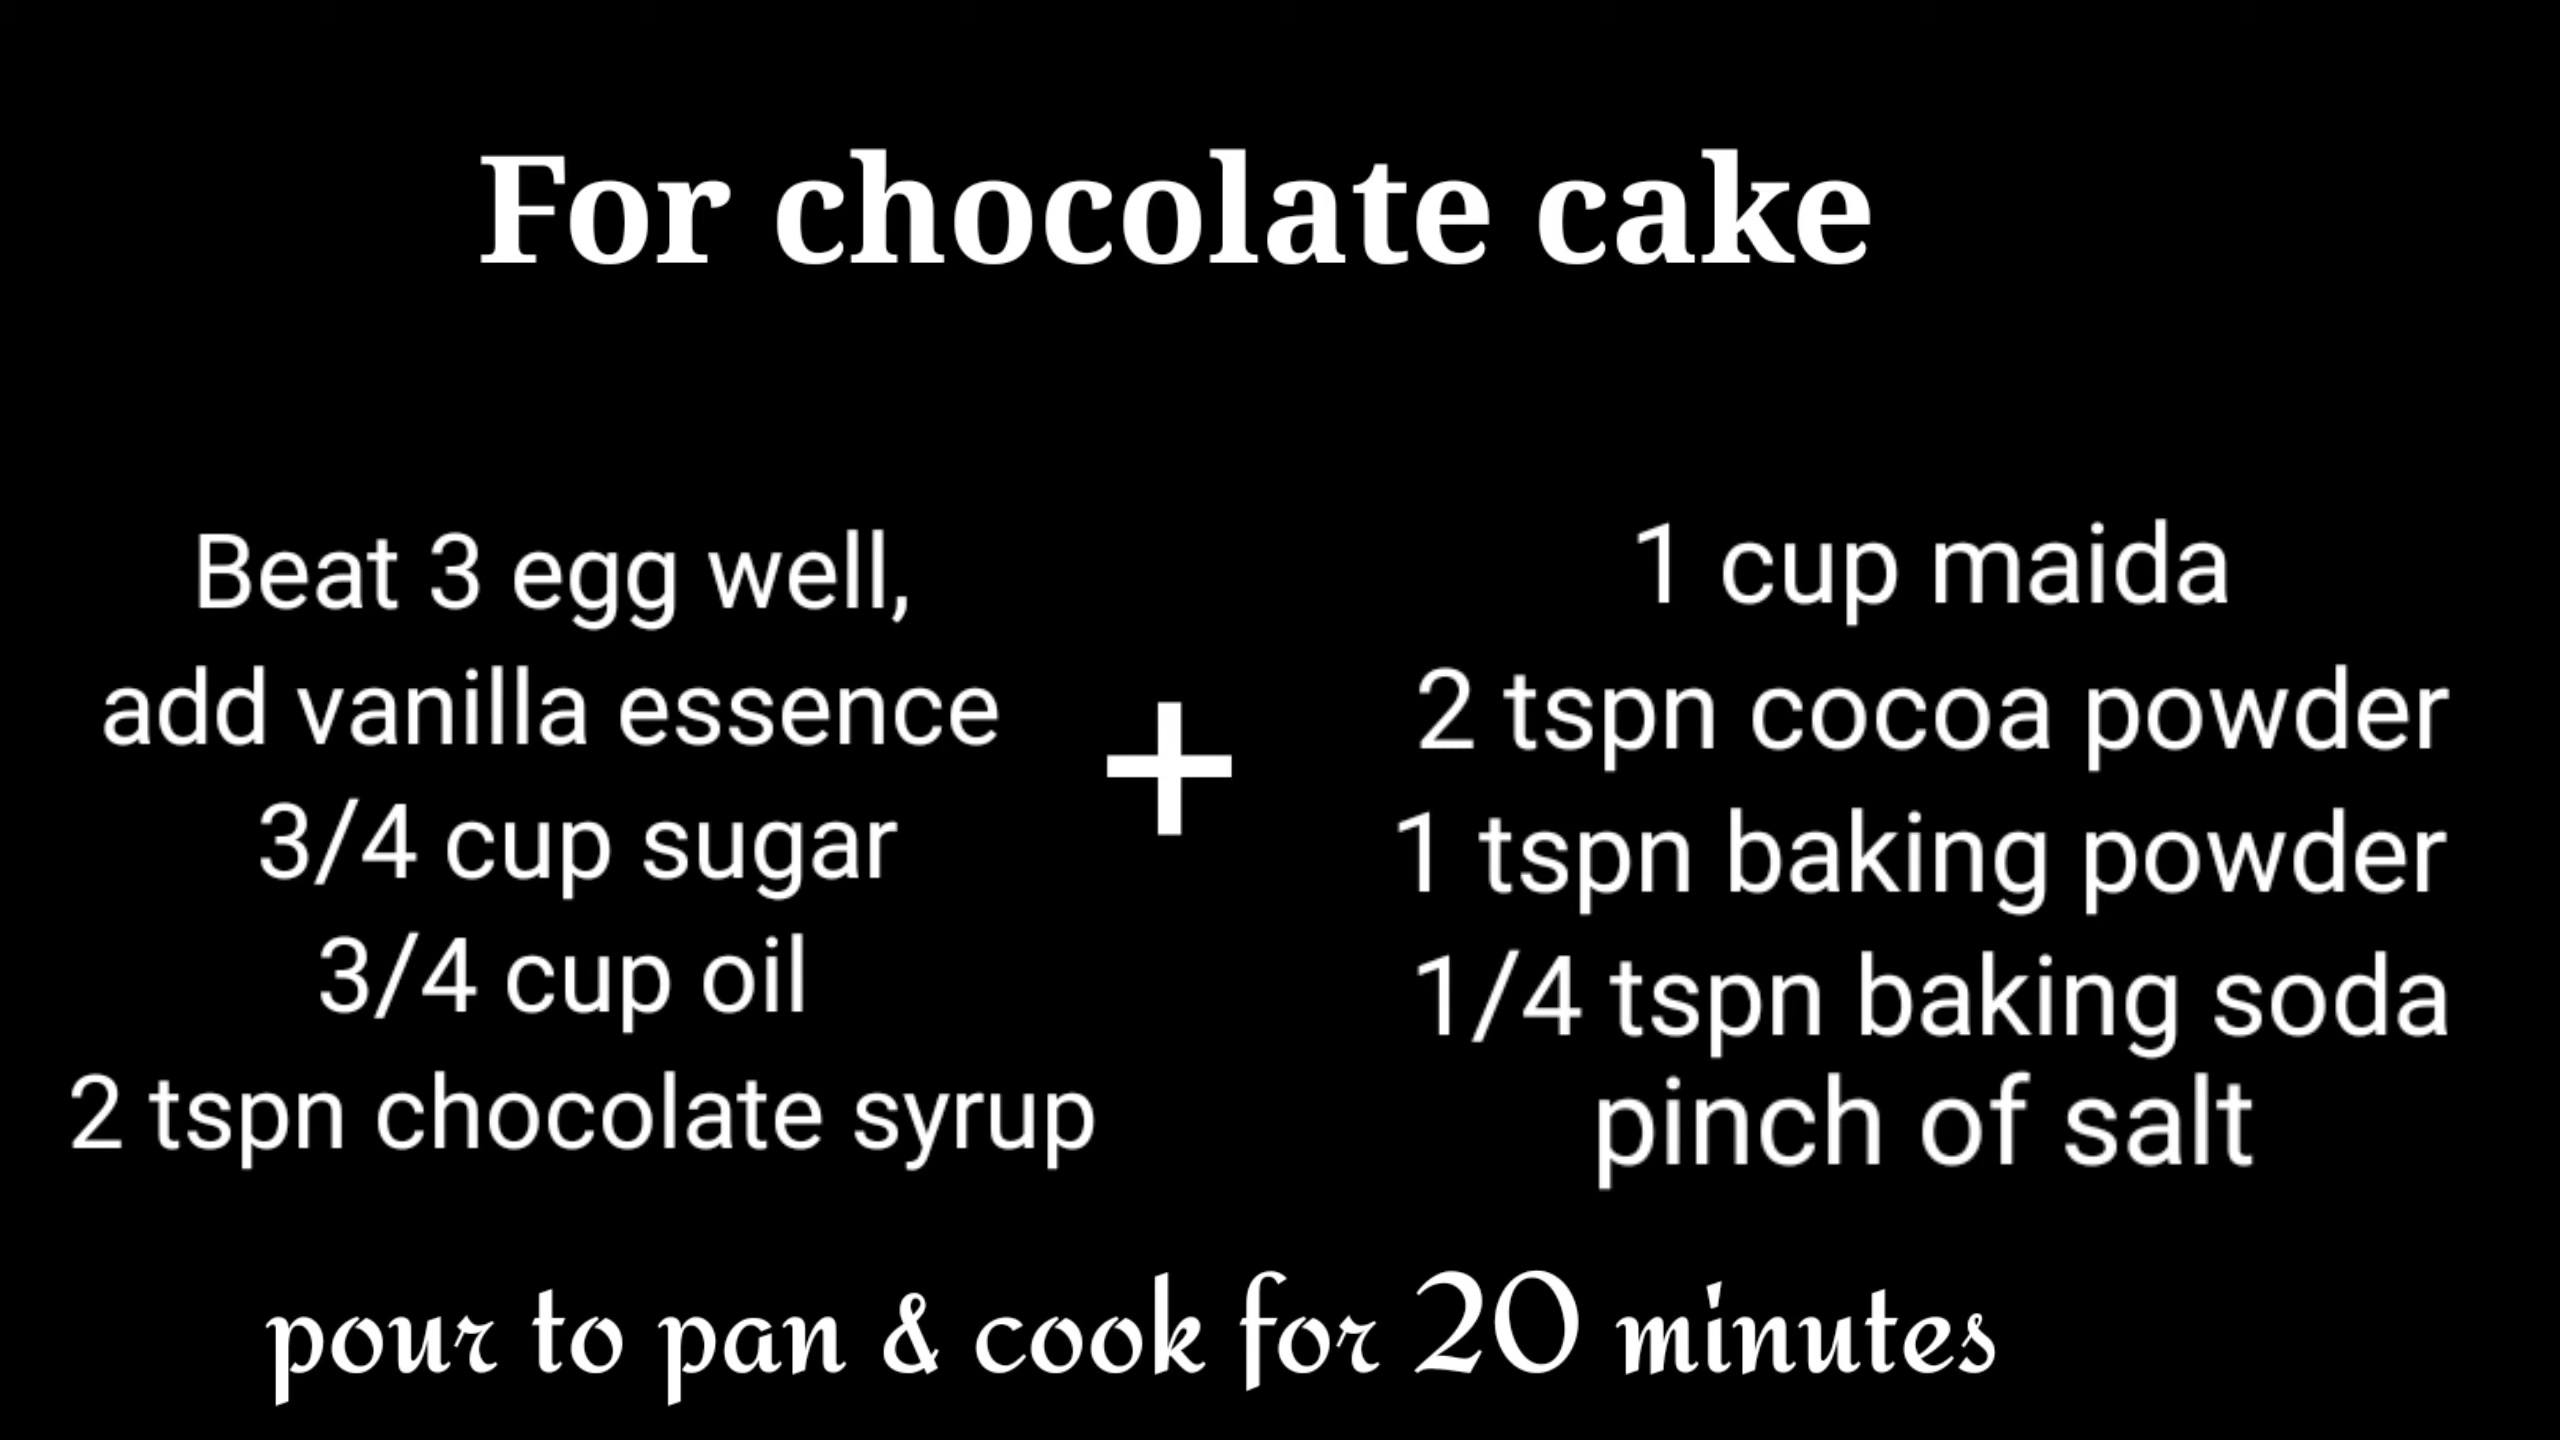 For chocolate cake
Beat 3 egg well,
add vanilla essence
3/4 cup sugar
3/4 cup oil
2 tspn chocolate syrup
+
1 cup maida
2 tspn cocoa powder
1 tspn baking powder
1/4 tspn baking soda
pinch of salt
pour to pan & cook for 20 minutes